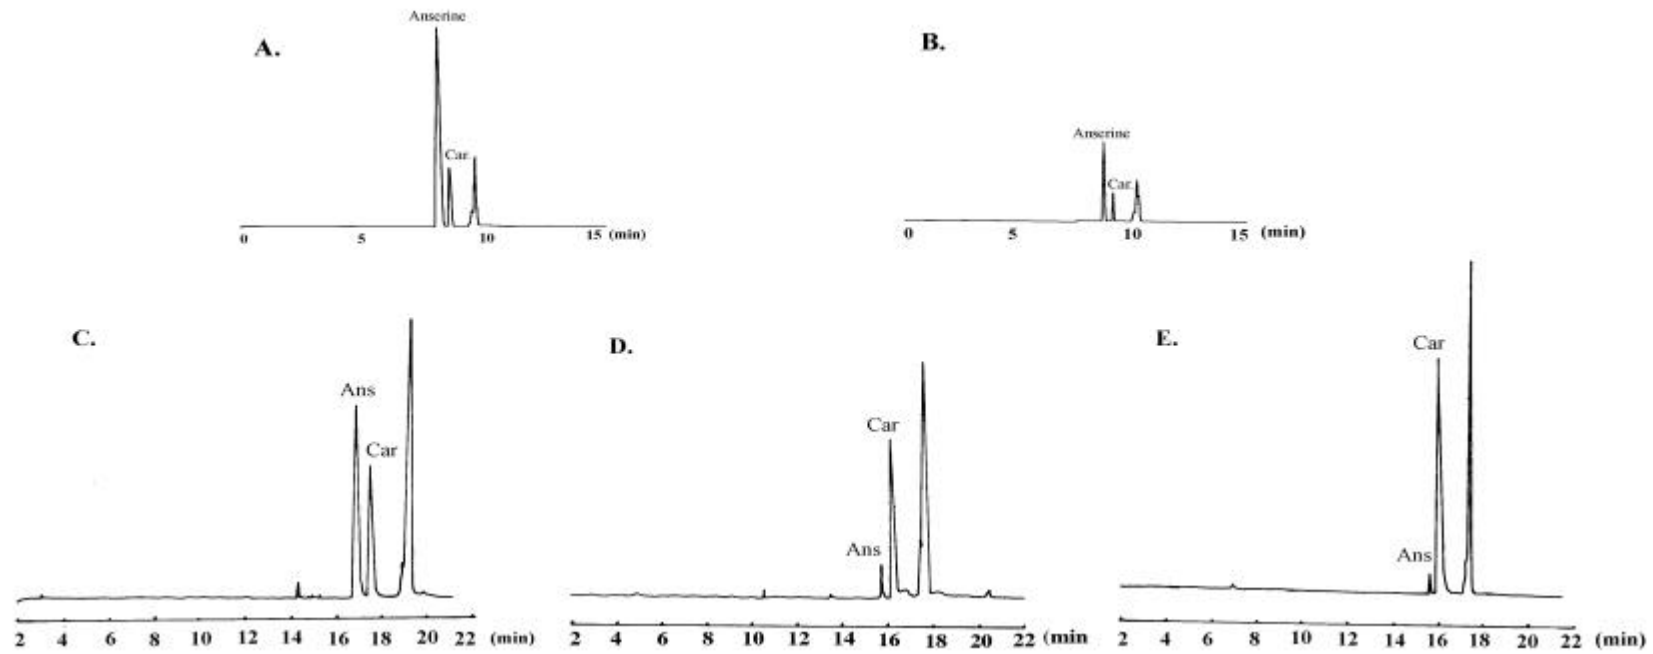 A.
Anserine
Car
0 5 10 15 (min)
B.
Anserine
Car
0 5 10 15 (min)
C.
Ans
Car
2 4 6 8 10 12 14 16 18 20 22 (min)
D.
Car
Ans
2 4 6 8 10 12 14 16 18 20 22 (min
E.
Car
Ans
2 4 6 8 10 12 14 16 18 20 22 (min)